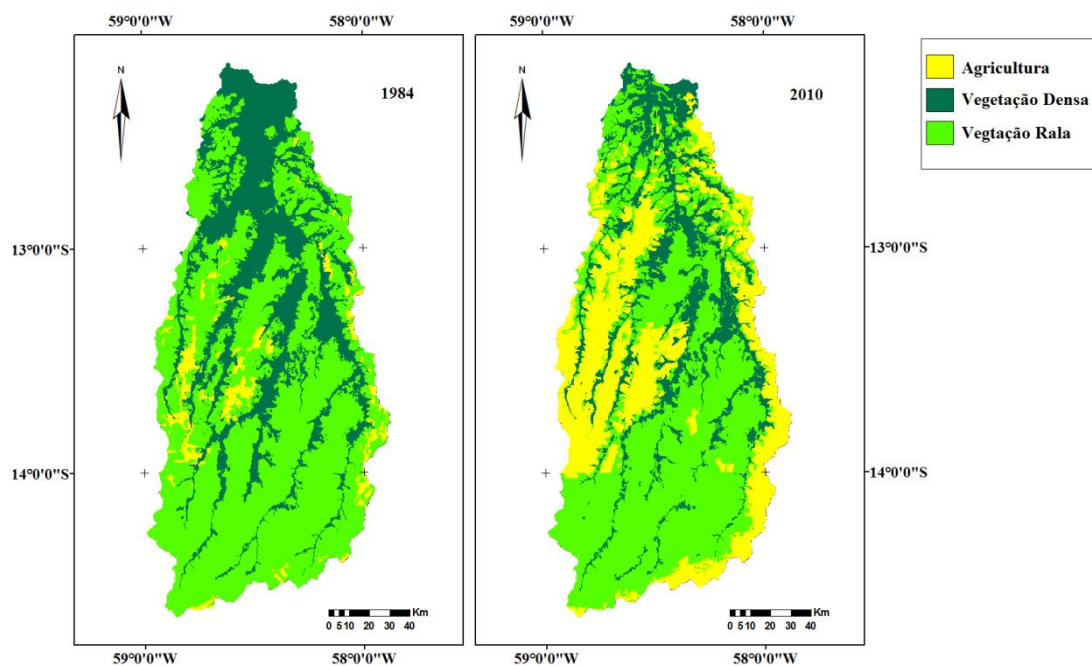 59°0'0"W 58°0'0"W 59°0'0"W 58°0'0"W
N 1984 N 2010
Agricultura
Vegetação Densa
Vegtação Rala
13°0'0"S 13°0'0"S
14°0'0"S 14°0'0"S
Km Km
0 5 10 20 30 40 0 5 10 20 30 40
59°0'0"W 58°0'0"W 59°0'0"W 58°0'0"W